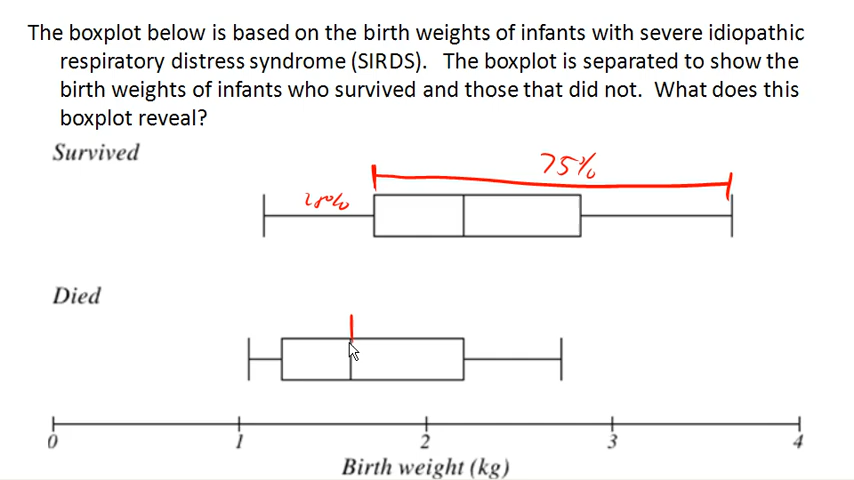 The boxplot below is based on the birth weights of infants with severe idiopathic
respiratory distress syndrome (SIRDS). The boxplot is separated to show the
birth weights of infants who survived and those that did not. What does this
boxplot reveal?
Survived
75%
Died
0 1 2 3 4
Birth weight (kg)